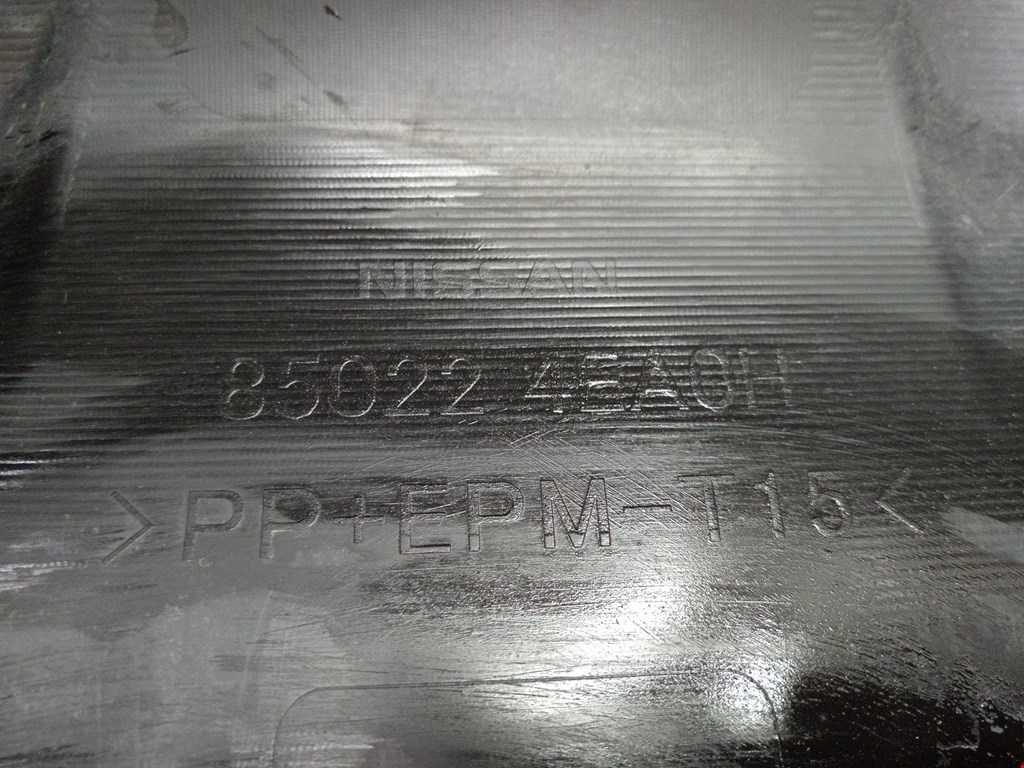 NISSAN
85022 4EA0H
>PP+EPM-T15<